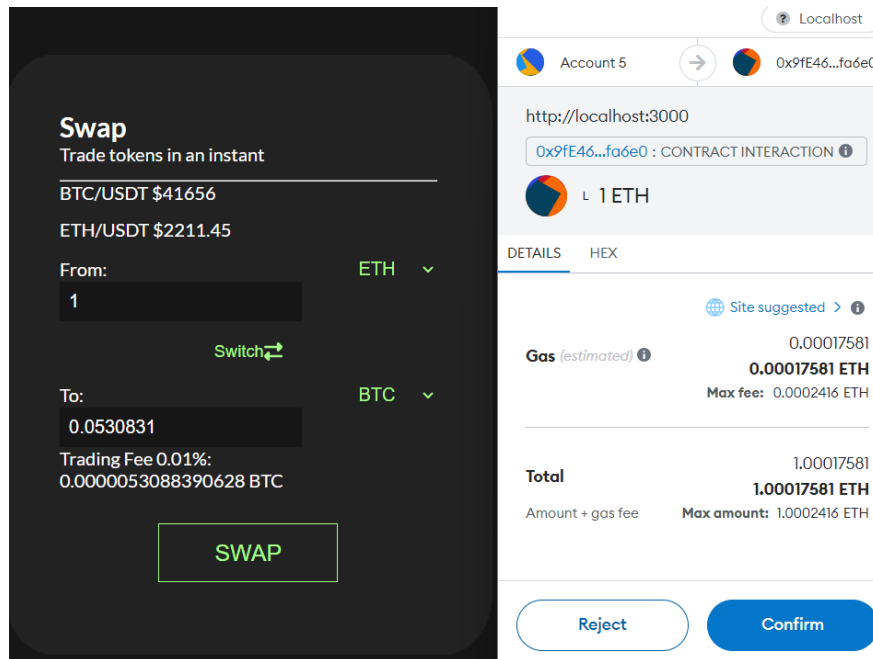 Swap
Trade tokens in an instant
BTC/USDT $41656
ETH/USDT $2211.45
From:
ETH
1
Switch
To:
BTC
0.0530831
Trading Fee 0.01%:
0.0000053088390628 BTC
SWAP
? Localhost
Account 5
0x9fE46...fa6e0
http://localhost:3000
0x9fE46...fa6e0 : CONTRACT INTERACTION
1 ETH
DETAILS
HEX
Site suggested >
Gas (estimated)
0.00017581
0.00017581 ETH
Max fee: 0.0002416 ETH
Total
1.00017581
1.00017581 ETH
Amount + gas fee
Max amount: 1.0002416 ETH
Reject
Confirm